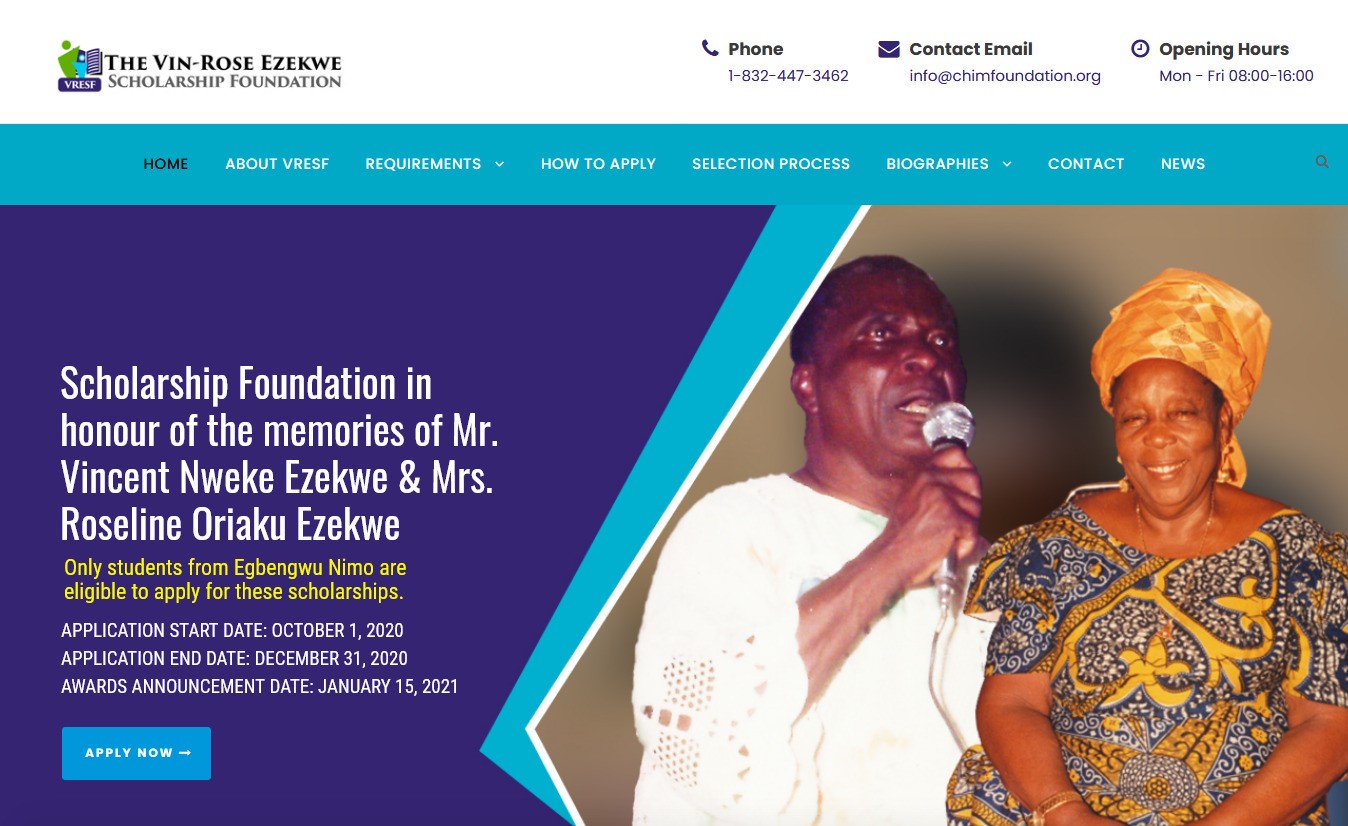 THE VIN-ROSE EZEKWE
SCHOLARSHIP FOUNDATION
VRESF
Phone
1-832-447-3462
Contact Email
info@chimfoundation.org
Opening Hours
Mon - Fri 08:00-16:00
HOME ABOUT VRESF REQUIREMENTS HOW TO APPLY SELECTION PROCESS BIOGRAPHIES CONTACT NEWS
Scholarship Foundation in
honour of the memories of Mr.
Vincent Nweke Ezekwe & Mrs.
Roseline Oriaku Ezekwe
Only students from Egbengwu Nimo are
eligible to apply for these scholarships.
APPLICATION START DATE: OCTOBER 1, 2020
APPLICATION END DATE: DECEMBER 31, 2020
AWARDS ANNOUNCEMENT DATE: JANUARY 15, 2021
APPLY NOW →